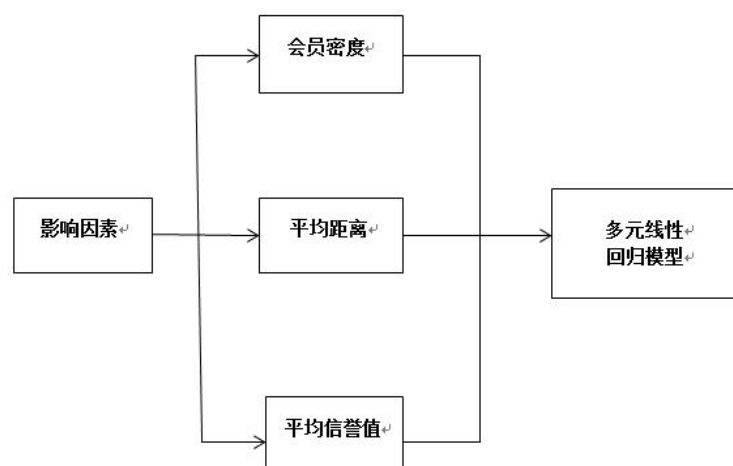 会员密度
影响因素
平均距离
多元线性
回归模型
平均信誉值